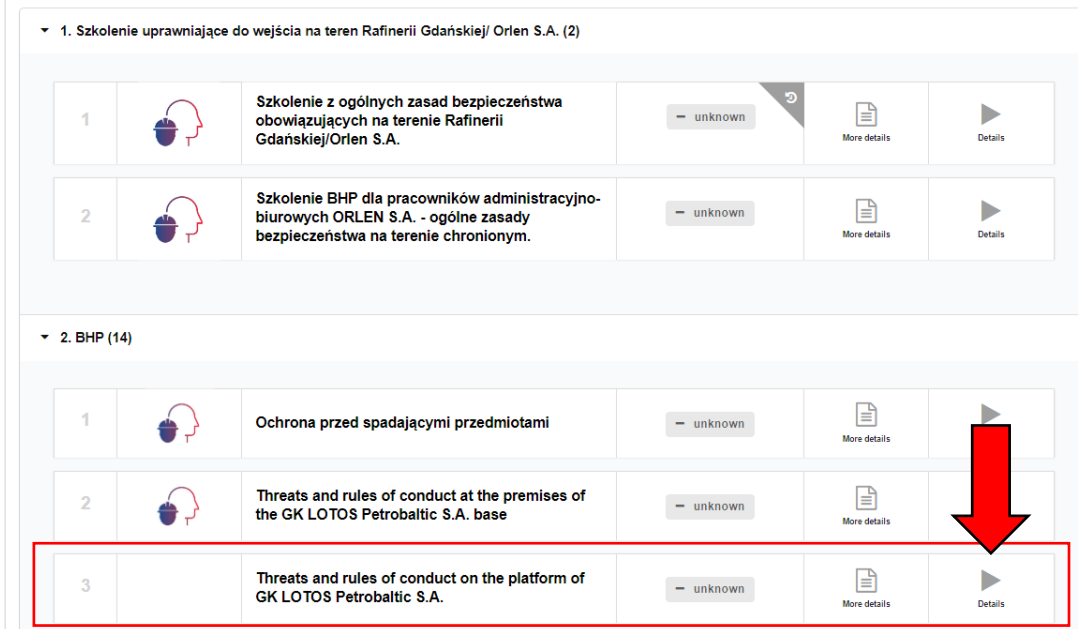 1. Szkolenie uprawniające do wejścia na teren Rafinerii Gdańskiej/ Orlen S.A. (2)
1
Szkolenie z ogólnych zasad bezpieczeństwa
obowiązujących na terenie Rafinerii
Gdańskiej/Orlen S.A.
– unknown
More details
Details
2
Szkolenie BHP dla pracowników administracyjno-
biurowych ORLEN S.A. - ogólne zasady
bezpieczeństwa na terenie chronionym.
– unknown
More details
Details
2. BHP (14)
1
Ochrona przed spadającymi przedmiotami
– unknown
More details
2
Threats and rules of conduct at the premises of
the GK LOTOS Petrobaltic S.A. base
– unknown
More details
3
Threats and rules of conduct on the platform of
GK LOTOS Petrobaltic S.A.
– unknown
More details
Details